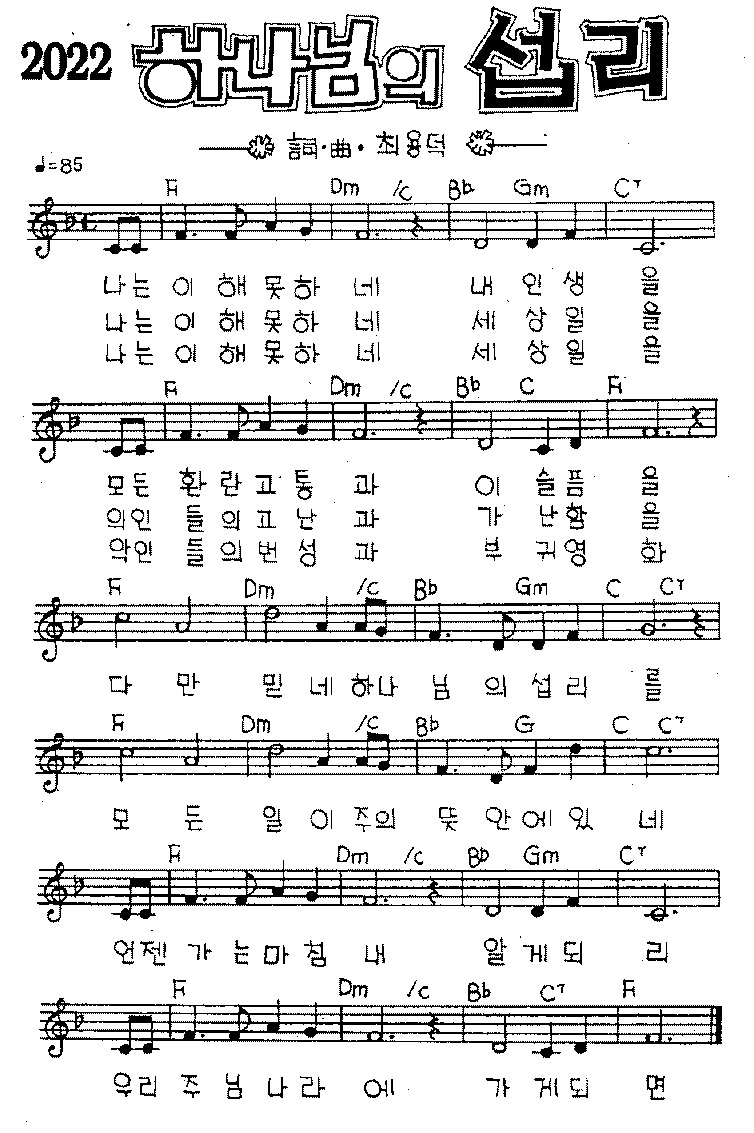 2022 하나님의 섭리
詞·曲·최용덕
♩=85
F Dm /C Bb Gm C7
나는 이 해못하 네 내 인생 을
나는 이 해못하 네 세 상일 을
나는 이 해못하 네 세 상일 을
F Dm /C Bb C F
모든 환란고통 과 이 슬픔 을
의인 들의고난 과 가 난함 을
악인 들의번성 과 부 귀영 화
F Dm /C Bb Gm C C7
다 만 믿 네하나 님 의 섭 리 를
F Dm /C Bb G C C7
모 든 일 이주의 뜻 안에있 네
F Dm /C Bb Gm C7
언젠 가 는마침 내 알 게되 리
F Dm /C Bb C7 F
우리 주 님나라 에 가 게되 면